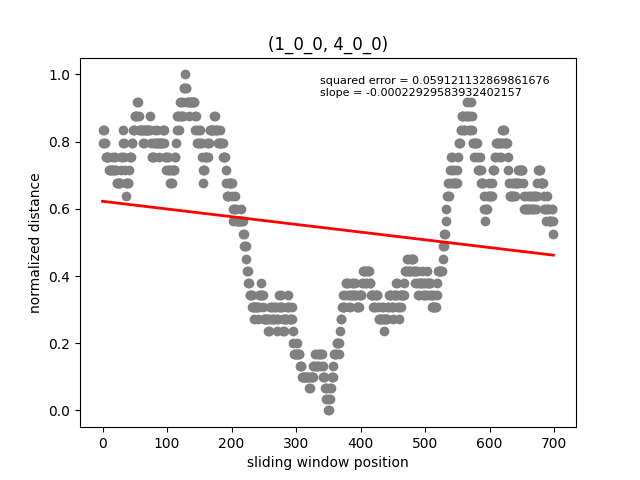 (1_0_0, 4_0_0)
squared error = 0.059121132869861676
slope = -0.00022929583932402157
normalized distance
1.0
0.8
0.6
0.4
0.2
0.0
0 100 200 300 400 500 600 700
sliding window position